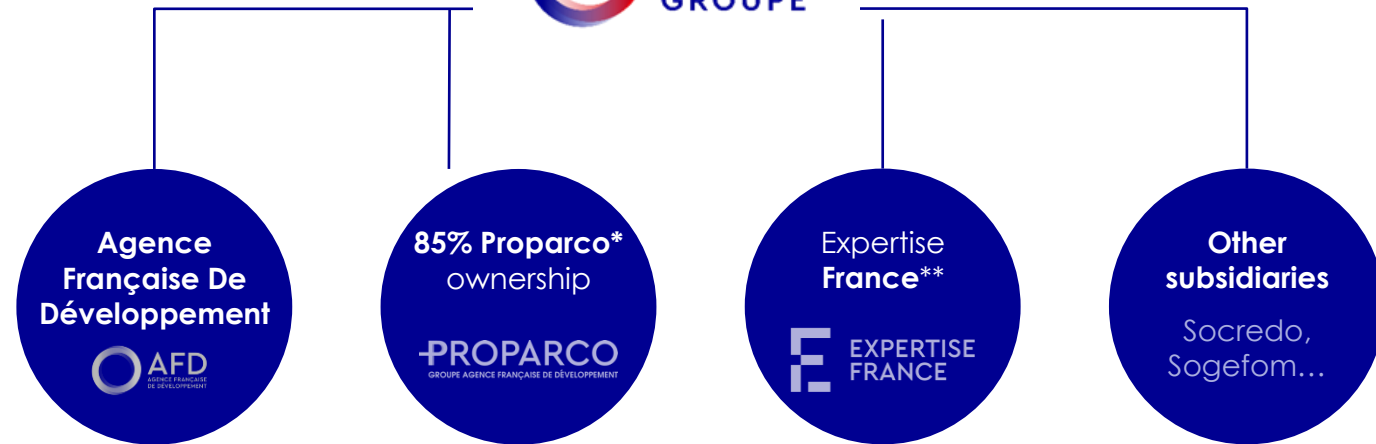 GROUPE
Agence
Française De
Développement
AFD
AGENCE FRANÇAISE
DE DÉVELOPPEMENT
85% Proparco*
ownership
PROPARCO
GROUPE AGENCE FRANÇAISE DE DÉVELOPPEMENT
Expertise
France**
EXPERTISE
FRANCE
Other
subsidiaries
Socredo,
Sogefom…